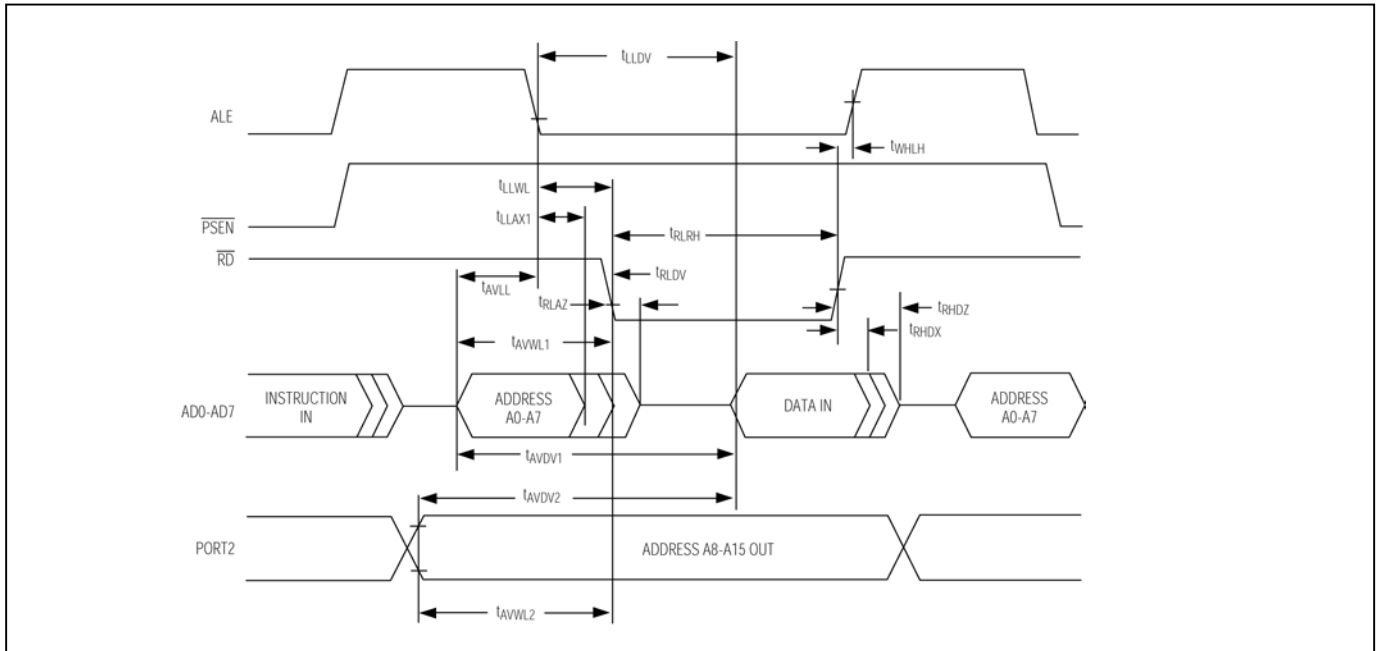 tLLDV
ALE
tWHLH
tLLWL
tLLAX1
PSEN
tRLRH
RD
tRLDV
tAVLL
tRLAZ
tRHDZ
tRHDX
tAVWL1
INSTRUCTION
IN
ADDRESS
A0-A7
DATA IN
ADDRESS
A0-A7
AD0-AD7
tAVDV1
tAVDV2
PORT2
ADDRESS A8-A15 OUT
tAVWL2